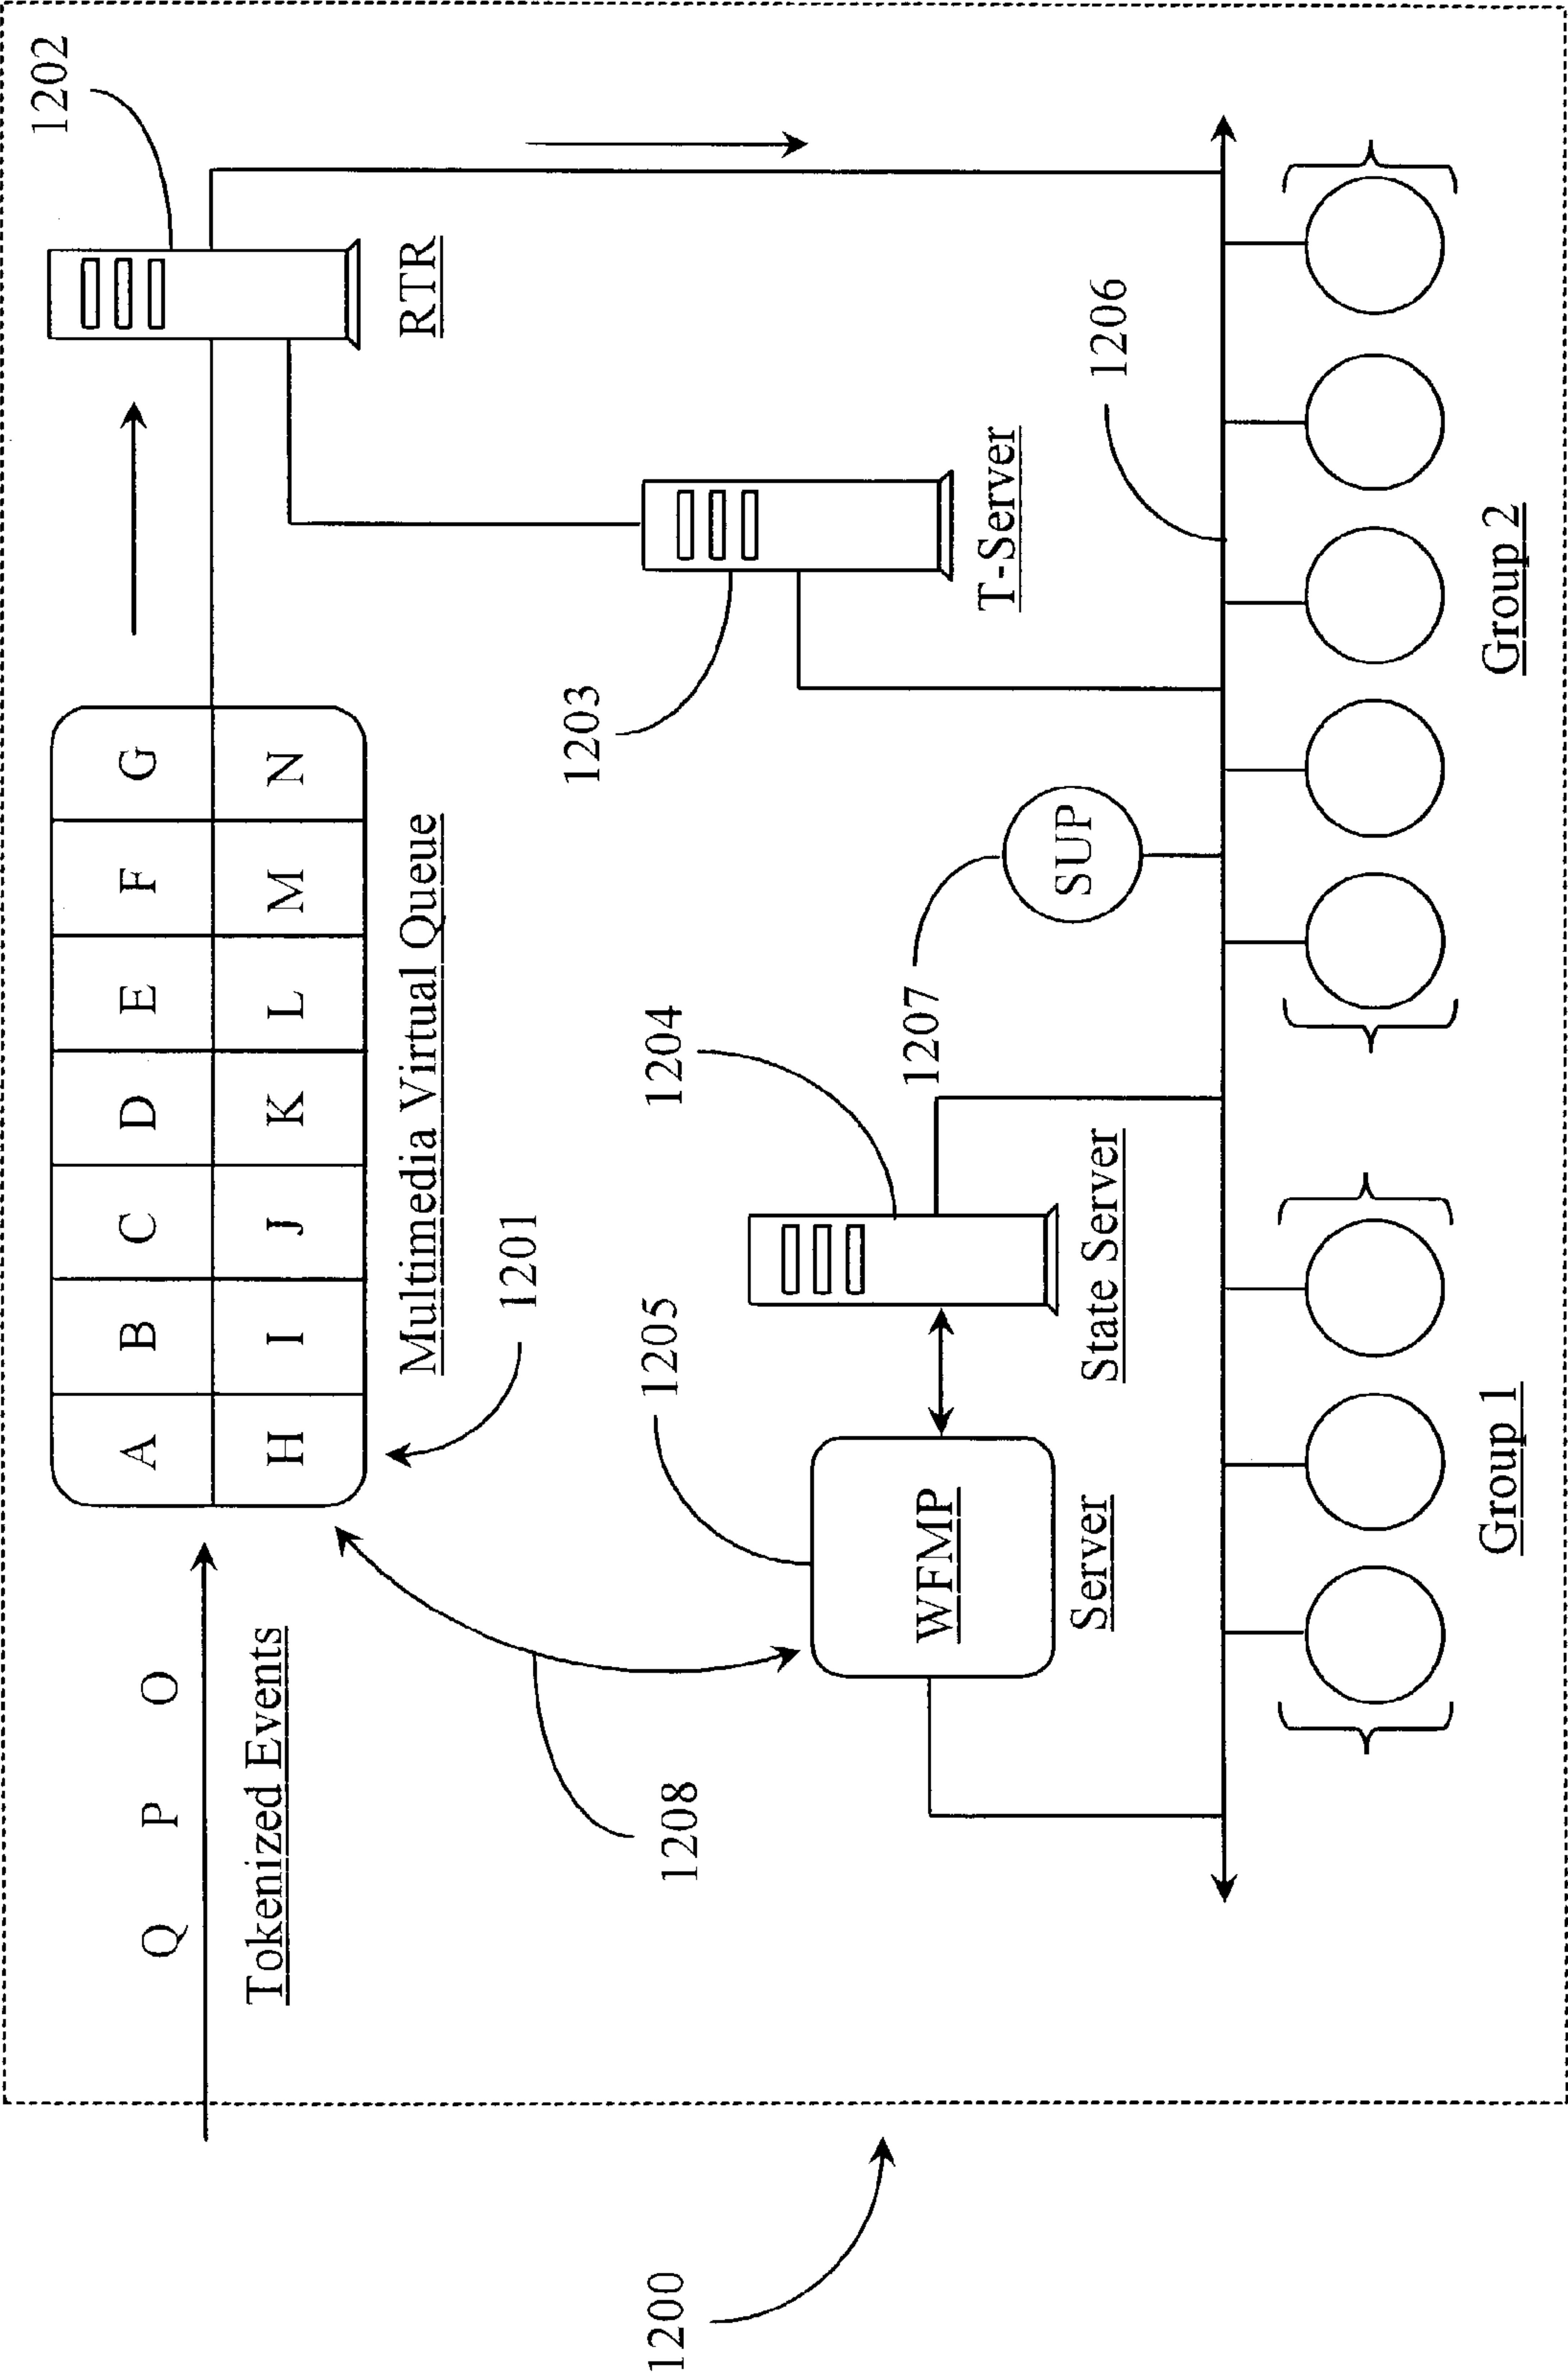 1202
Q P O
A B C D E F G
H I J K L M N
Tokenized Events
Multimedia Virtual Queue
RTR
1201
1203
1208
1205
1204
1200
1207
T-Server
1206
WFMP
SUP
Server
State Server
Group 1
Group 2